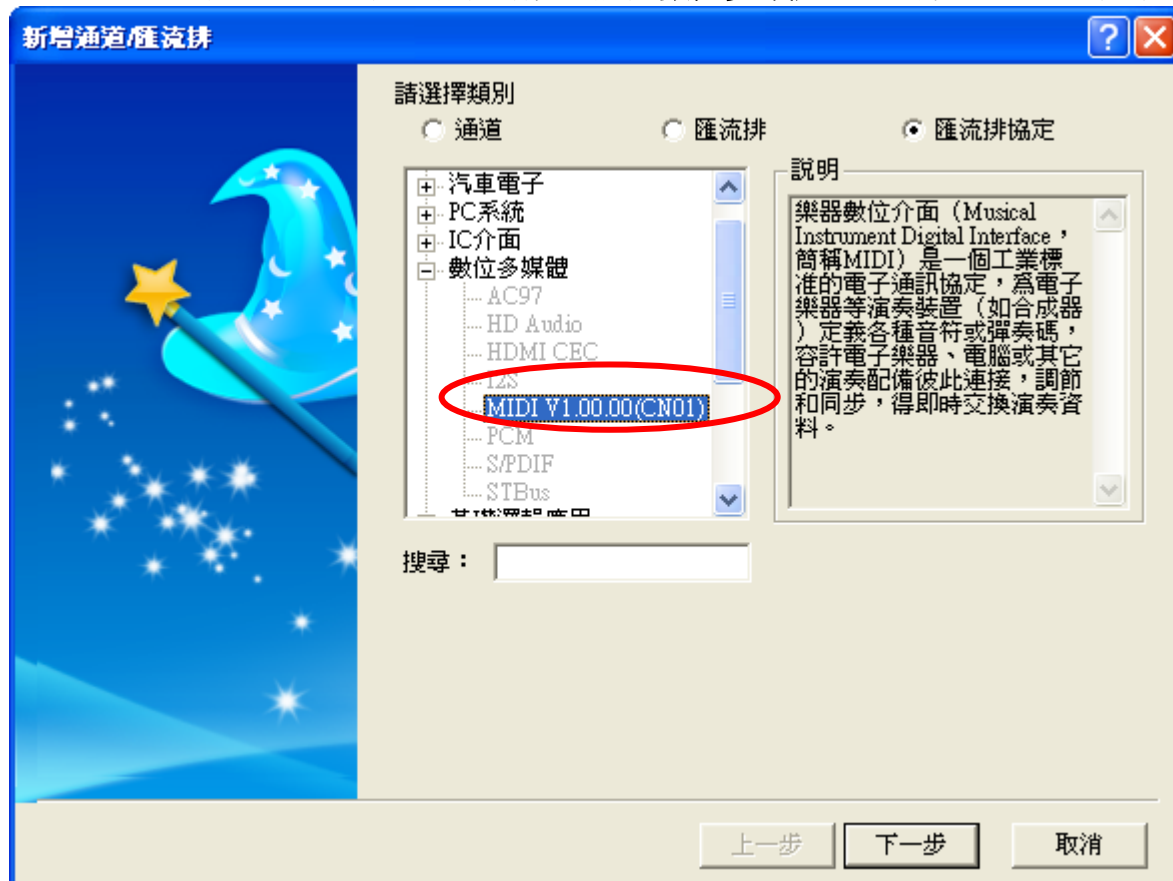 新增通道/匯流排
請選擇類別
通道 匯流排 匯流排協定
汽車電子
PC系統
IC介面
數位多媒體
AC97
HD Audio
HDMI CEC
I2S
MIDI V1.00.00(CN01)
PCM
S/PDIF
STBus
基礎邏輯應用
說明
樂器數位介面（Musical
Instrument Digital Interface，
簡稱MIDI）是一個工業標
准的電子通訊協定，為電子
樂器等演奏裝置（如合成器
）定義各種音符或彈奏碼，
容許電子樂器、電腦或其它
的演奏配備彼此連接，調節
和同步，得即時交換演奏資
料。
搜尋：
上一步 下一步 取消